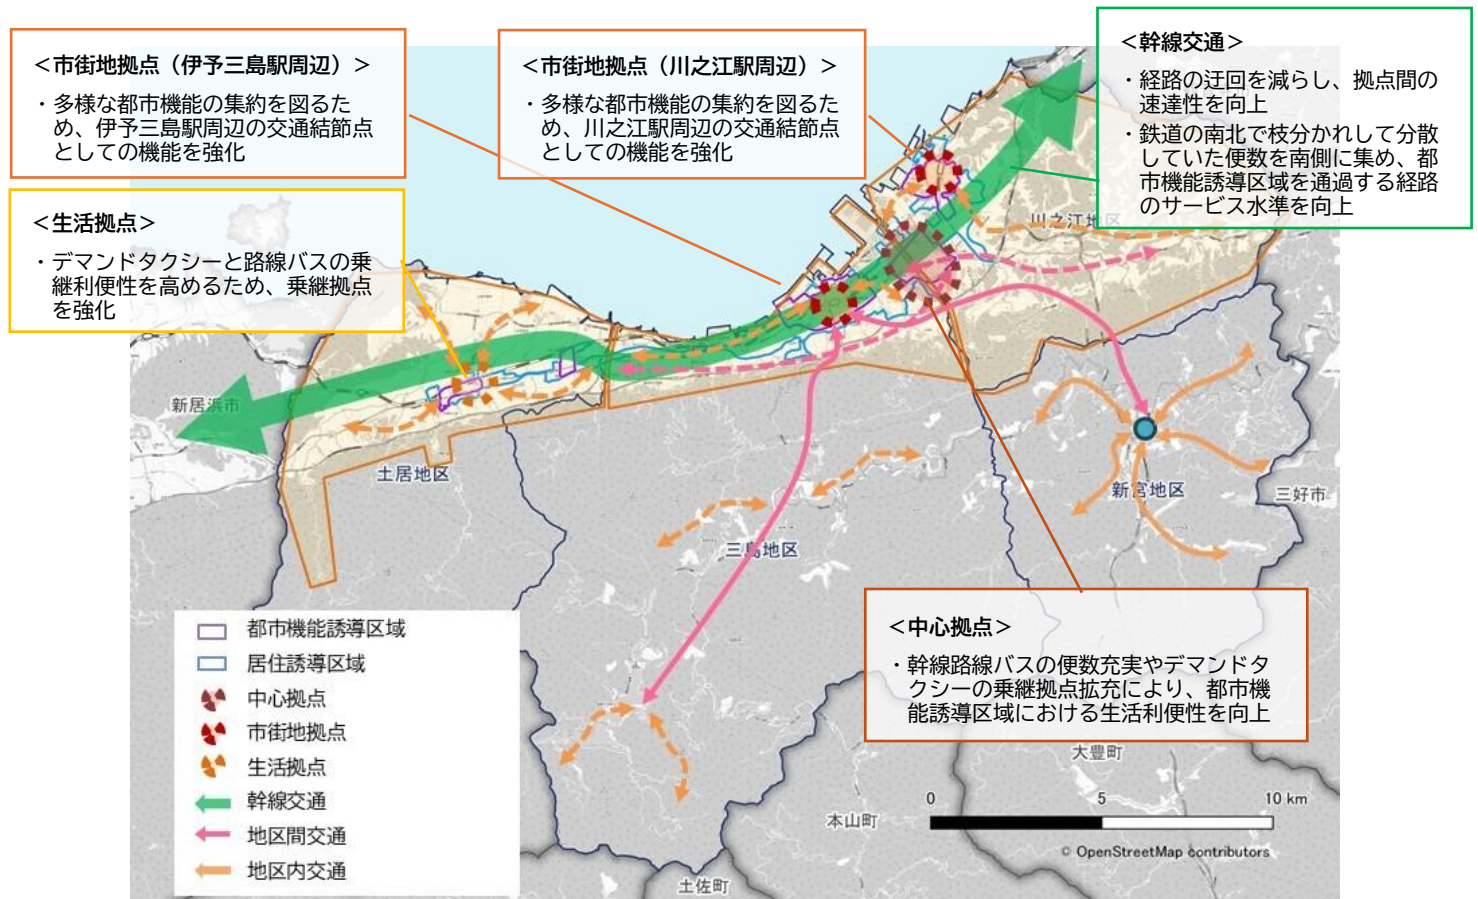 ＜市街地拠点（伊予三島駅周辺）＞
・多様な都市機能の集約を図るた
め、伊予三島駅周辺の交通結節点
としての機能を強化
＜市街地拠点（川之江駅周辺）＞
・多様な都市機能の集約を図るた
め、川之江駅周辺の交通結節点
としての機能を強化
＜幹線交通＞
・経路の迂回を減らし、拠点間の
速達性を向上
・鉄道の南北で枝分かれして分散
していた便数を南側に集め、都
市機能誘導区域を通過する経路
のサービス水準を向上
＜生活拠点＞
・デマンドタクシーと路線バスの乗
継利便性を高めるため、乗継拠点
を強化
川之江地区
新居浜市
土居地区
三島地区
新宮地区
三好市
＜中心拠点＞
・幹線路線バスの便数充実やデマンドタ
クシーの乗継拠点拡充により、都市機
能誘導区域における生活利便性を向上
都市機能誘導区域
居住誘導区域
中心拠点
市街地拠点
生活拠点
幹線交通
地区間交通
地区内交通
大豊町
本山町
土佐町
0 5 10 km
© OpenStreetMap contributors